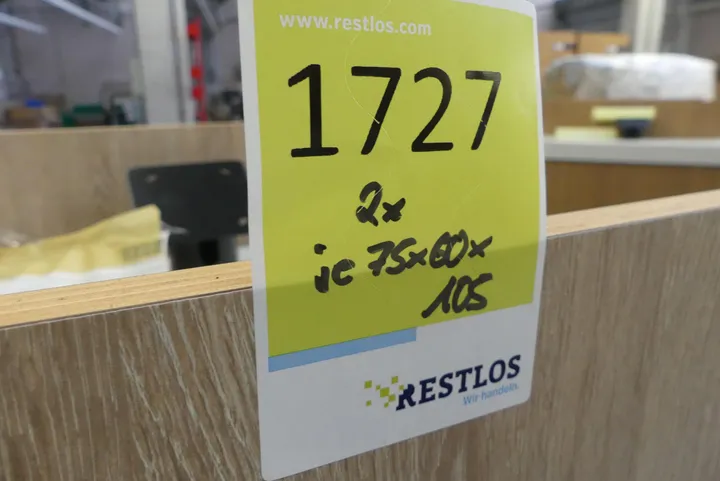 www.restlos.com
1727
2x
je 75x60x
105
RESTLOS
Wir handeln.